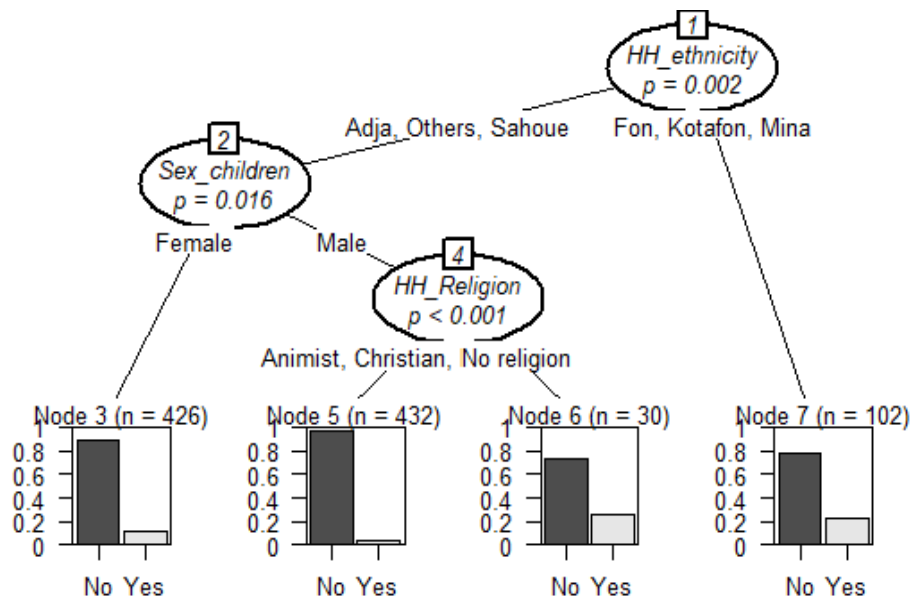 1
HH_ethnicity
p = 0.002
Adja, Others, Sahoue
Fon, Kotafon, Mina
2
Sex_children
p = 0.016
Female
Male
4
HH_Religion
p < 0.001
Animist, Christian, No religion
Node 3 (n = 426)
1
0.8
0.6
0.4
0.2
0
No Yes
Node 5 (n = 432)
1
0.8
0.6
0.4
0.2
0
No Yes
Node 6 (n = 30)
1
0.8
0.6
0.4
0.2
0
No Yes
Node 7 (n = 102)
1
0.8
0.6
0.4
0.2
0
No Yes